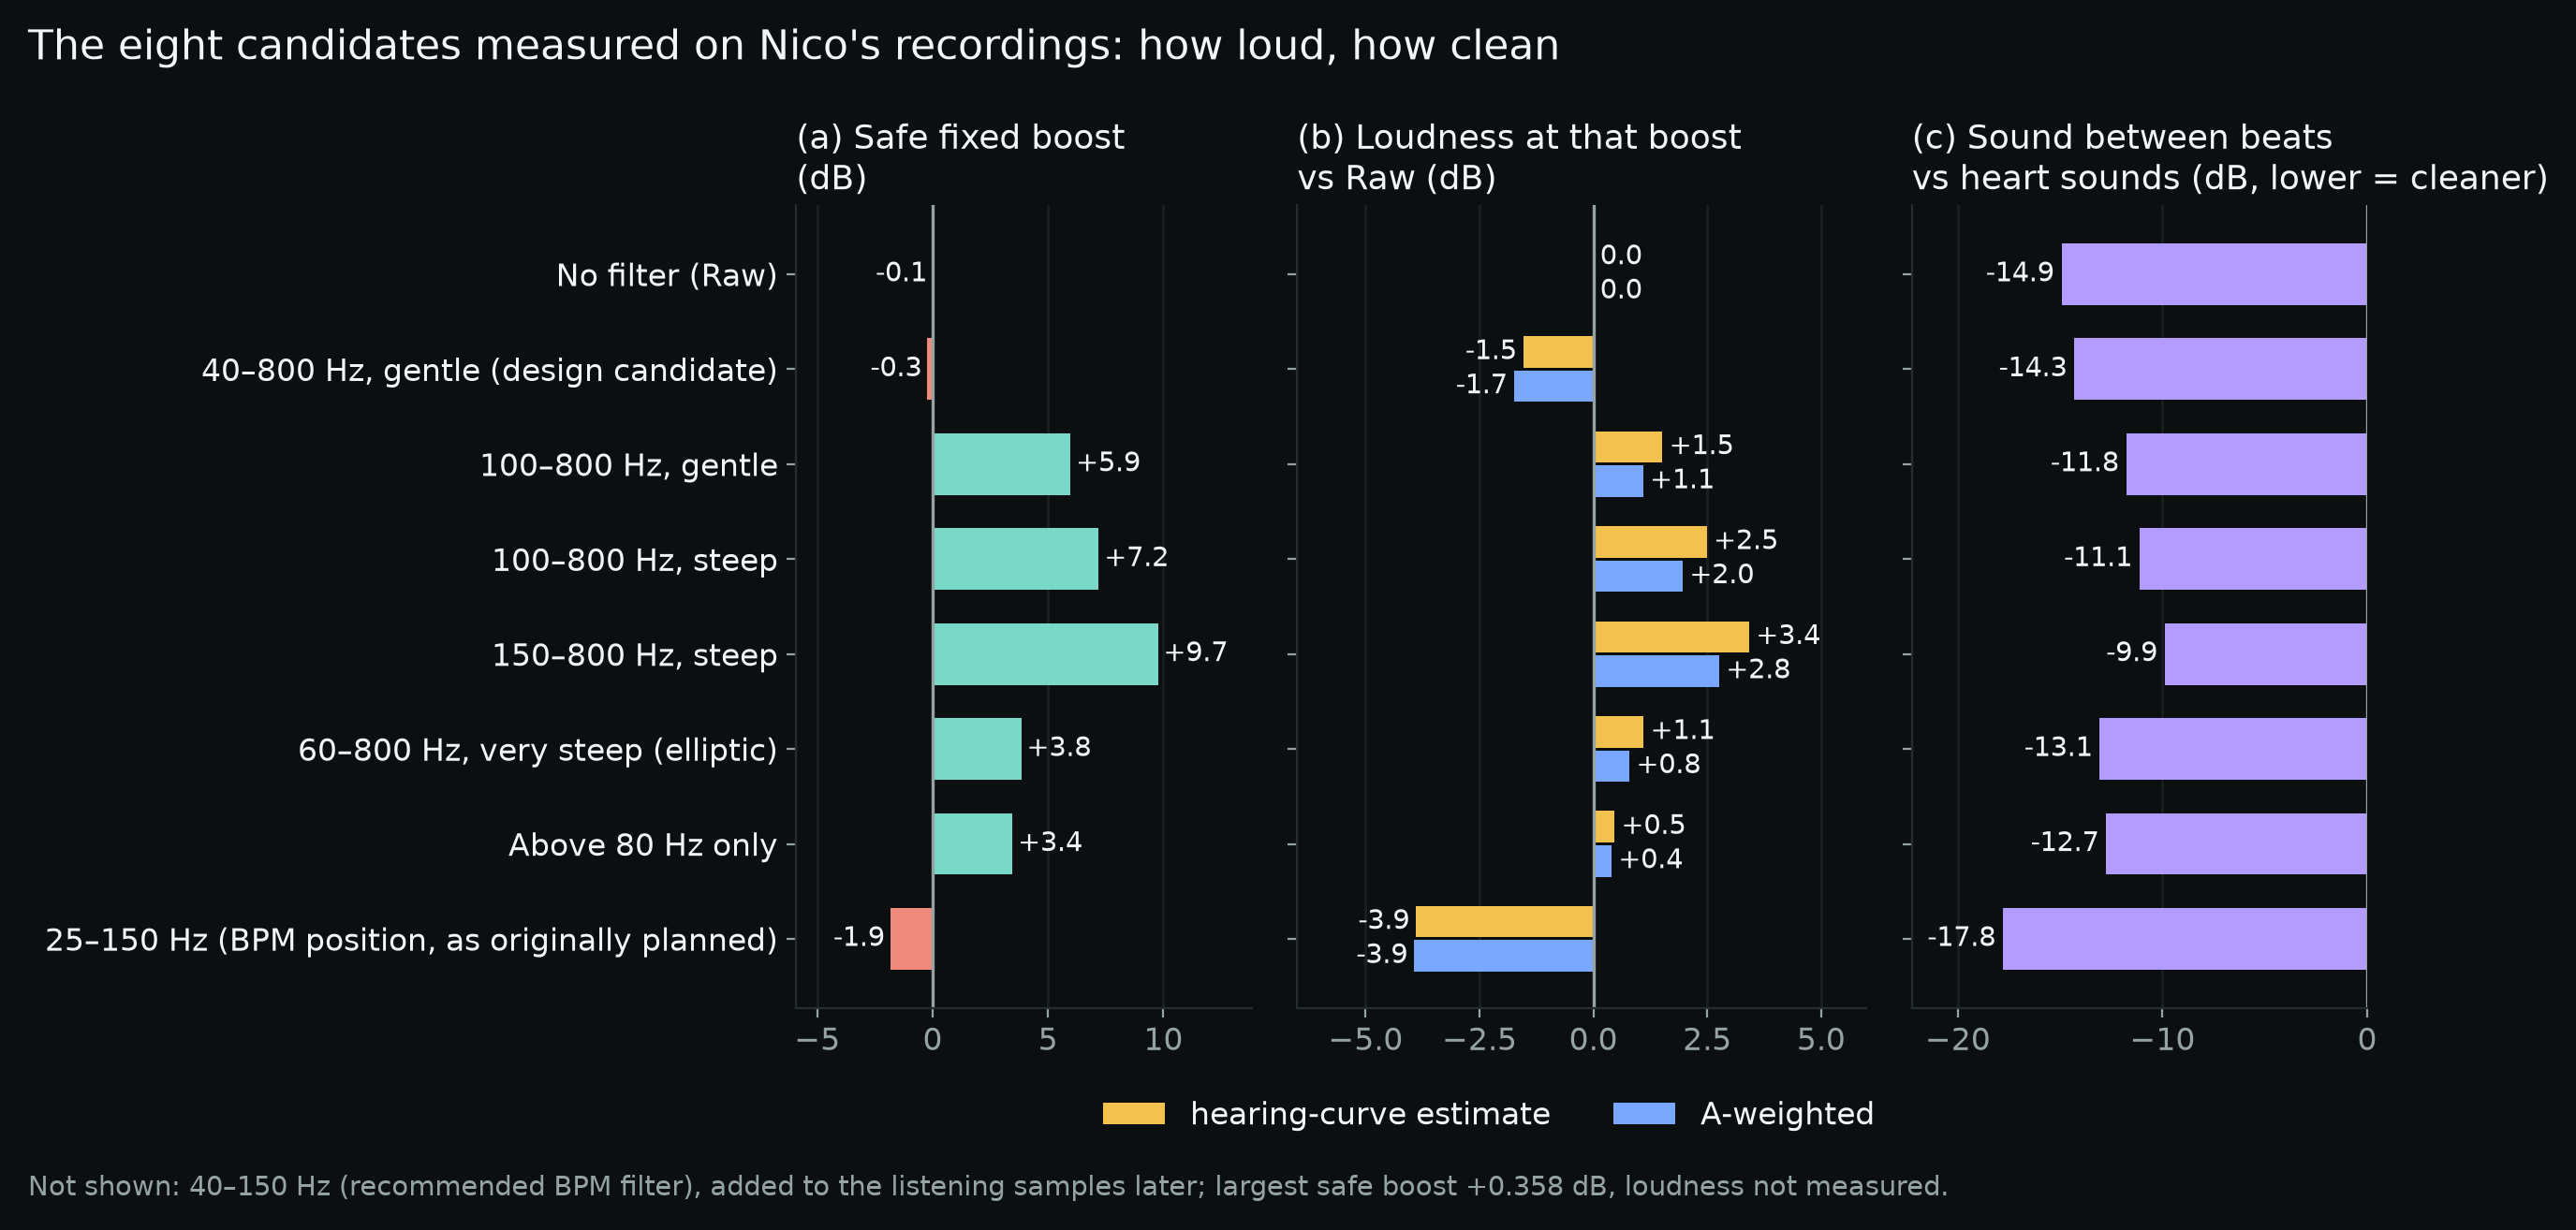 The eight candidates measured on Nico's recordings: how loud, how clean
(a) Safe fixed boost
(dB)
(b) Loudness at that boost
vs Raw (dB)
(c) Sound between beats
vs heart sounds (dB, lower = cleaner)
No filter (Raw)
-0.1
0.0
0.0
-14.9
40–800 Hz, gentle (design candidate)
-0.3
-1.5
-1.7
-14.3
100–800 Hz, gentle
+5.9
+1.5
+1.1
-11.8
100–800 Hz, steep
+7.2
+2.5
+2.0
-11.1
150–800 Hz, steep
+9.7
+3.4
+2.8
-9.9
60–800 Hz, very steep (elliptic)
+3.8
+1.1
+0.8
-13.1
Above 80 Hz only
+3.4
+0.5
+0.4
-12.7
25–150 Hz (BPM position, as originally planned)
-1.9
-3.9
-3.9
-17.8
−5 0 5 10
−5.0 −2.5 0.0 2.5 5.0
−20 −10 0
hearing-curve estimate
A-weighted
Not shown: 40–150 Hz (recommended BPM filter), added to the listening samples later; largest safe boost +0.358 dB, loudness not measured.